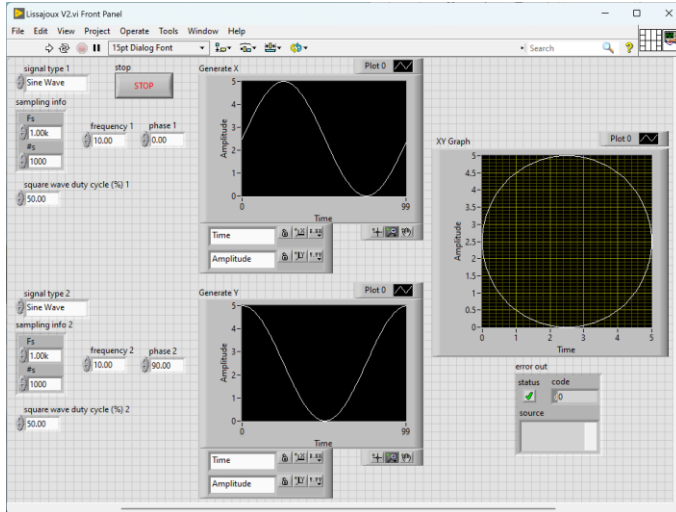 Lissajoux V2.vi Front Panel
File Edit View Project Operate Tools Window Help
15pt Dialog Font
Search
signal type 1
Sine Wave
stop
STOP
sampling info
Fs
1.00k
#s
1000
frequency 1
10.00
phase 1
0.00
square wave duty cycle (%) 1
50.00
Generate X
Plot 0
Amplitude
5
4
3
2
1
0
0
99
Time
Time
Amplitude
signal type 2
Sine Wave
sampling info 2
Fs
1.00k
#s
1000
frequency 2
10.00
phase 2
90.00
square wave duty cycle (%) 2
50.00
Generate Y
Plot 0
Amplitude
5
4
3
2
1
0
0
99
Time
Time
Amplitude
XY Graph
Plot 0
Amplitude
5
4.5
4
3.5
3
2.5
2
1.5
1
0.5
0
0 1 2 3 4 5
Time
error out
status
code
0
source